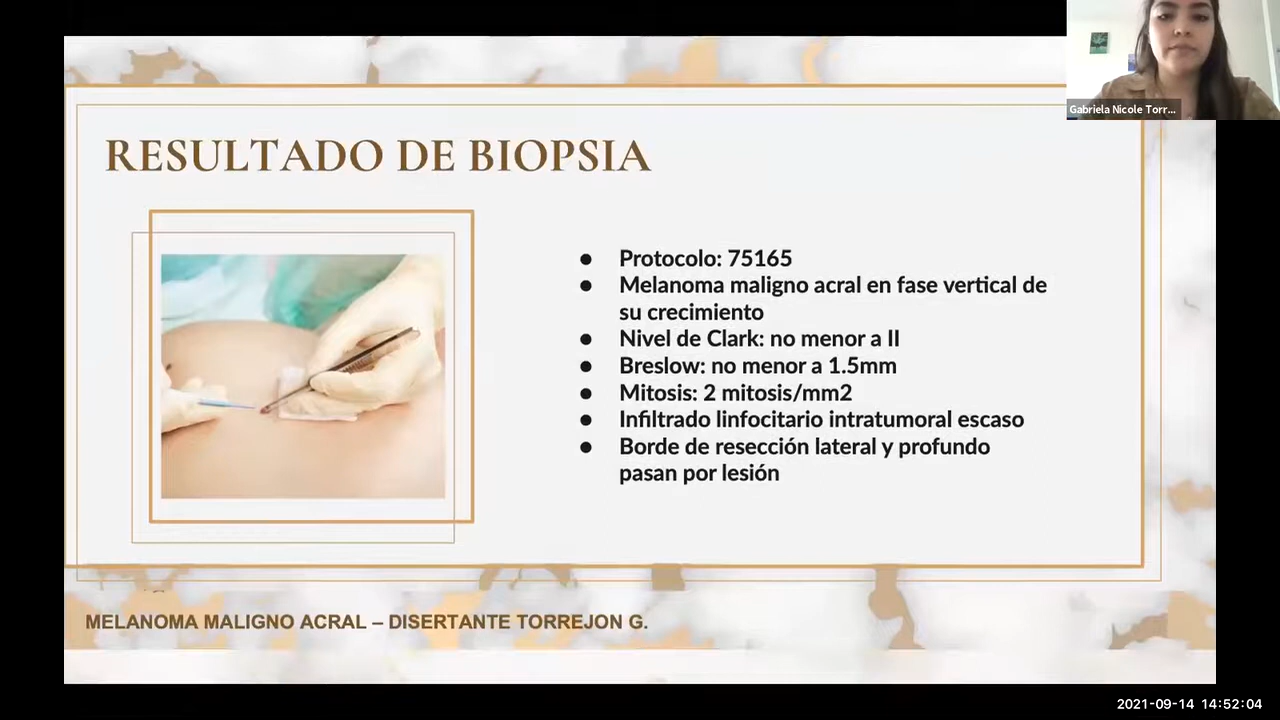 Gabriela Nicole Torr...
RESULTADO DE BIOPSIA
● Protocolo: 75165
● Melanoma maligno acral en fase vertical de
su crecimiento
● Nivel de Clark: no menor a II
● Breslow: no menor a 1.5mm
● Mitosis: 2 mitosis/mm2
● Infiltrado linfocitario intratumoral escaso
● Borde de resección lateral y profundo
pasan por lesión
MELANOMA MALIGNO ACRAL – DISERTANTE TORREJON G.
2021-09-14 14:52:04